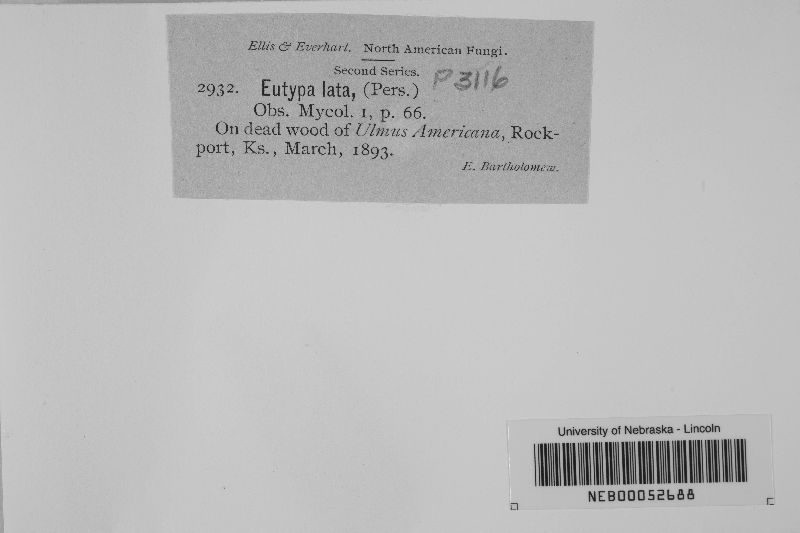 Ellis & Everhart. North American Fungi.
Second Series.
P3116
2932. Eutypa lata, (Pers.)
Obs. Mycol. 1, p. 66.
On dead wood of Ulmus Americana, Rock-
port, Ks., March, 1893.
E. Bartholomew.
University of Nebraska - Lincoln
NEB00052688